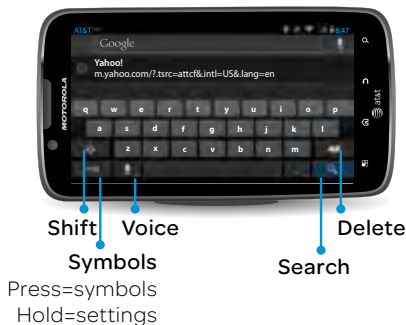 AT&T
8:47
Google
Yahoo!
m.yahoo.com/?.tsrc=attcf&.intl=US&.lang=en
MOTOROLA
at&t
q w e r t y u i o p
a s d f g h j k l
z x c v b n m
Shift Voice Delete
Symbols Search
Press=symbols
Hold=settings